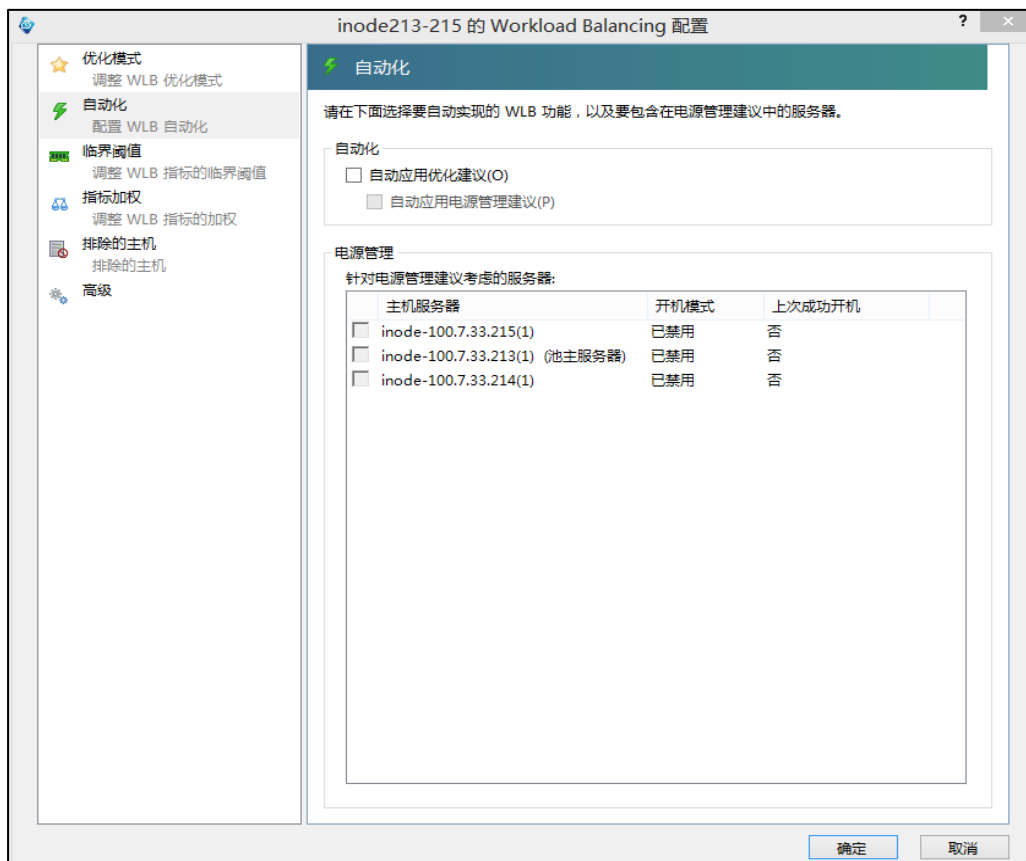 inode213-215 的 Workload Balancing 配置
?
×
优化模式
调整 WLB 优化模式
自动化
配置 WLB 自动化
临界阈值
调整 WLB 指标的临界阈值
指标加权
调整 WLB 指标的加权
排除的主机
排除的主机
高级
自动化
请在下面选择要自动实现的 WLB 功能，以及要包含在电源管理建议中的服务器。
自动化
自动应用优化建议(O)
自动应用电源管理建议(P)
电源管理
针对电源管理建议考虑的服务器:
主机服务器 开机模式 上次成功开机
inode-100.7.33.215(1) 已禁用 否
inode-100.7.33.213(1) (池主服务器) 已禁用 否
inode-100.7.33.214(1) 已禁用 否
确定 取消